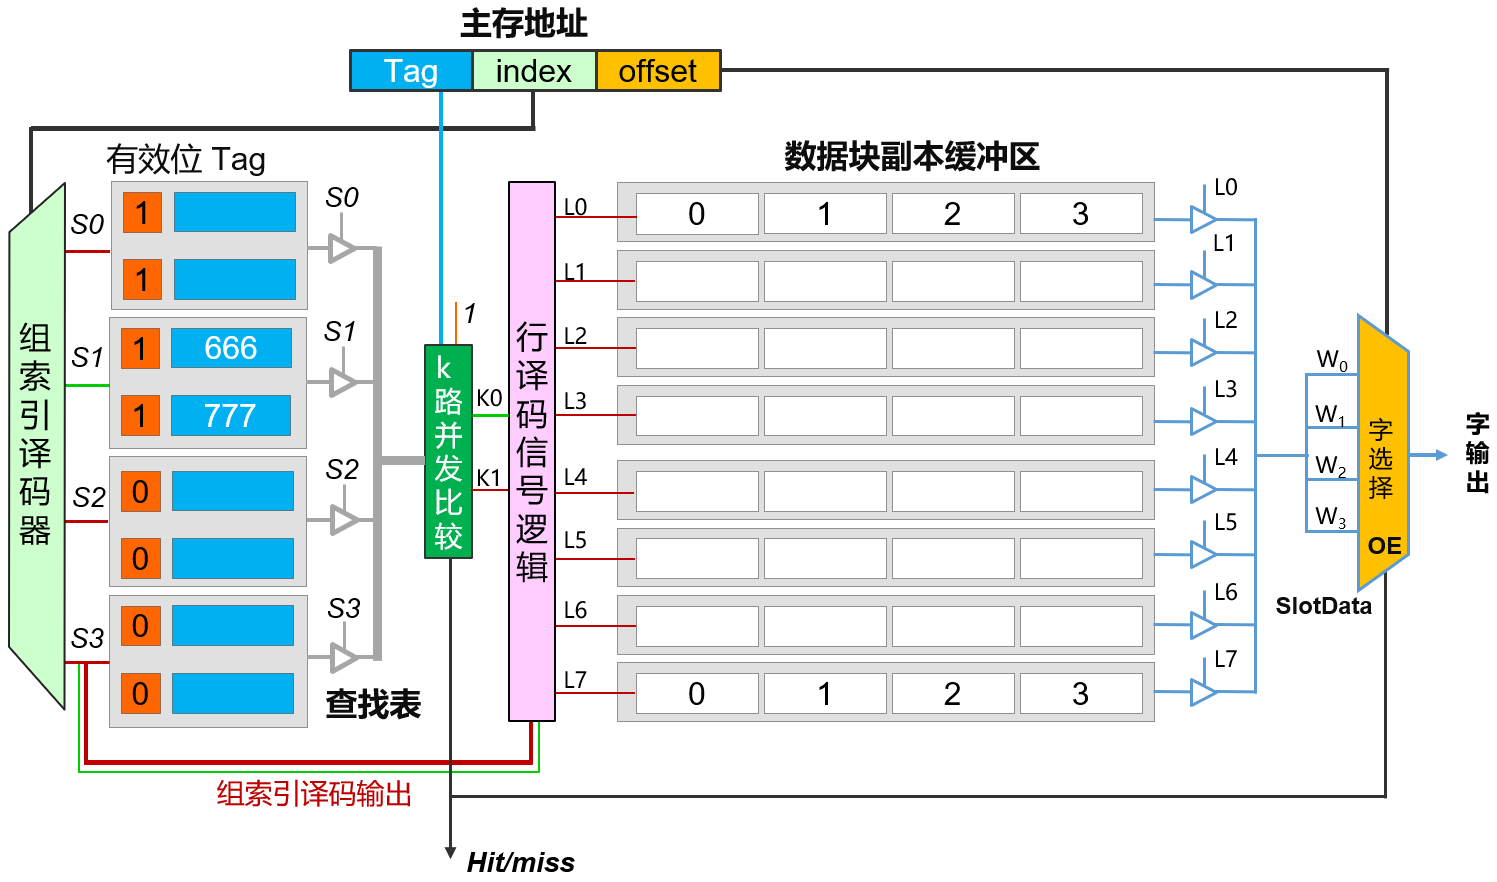 主存地址
Tag index offset
有效位 Tag
数据块副本缓冲区
组索引译码器
S0
1
1
S0
S1
1 666
1 777
S1
S2
0
0
S2
S3
0
0
S3
查找表
1
k路并发比较
K0
K1
行译码信号逻辑
L0
0 1 2 3
L0
L1
L1
L2
L2
L3
L3
L4
L4
L5
L5
L6
L6
L7
0 1 2 3
L7
W0
W1
W2
W3
字选择
OE
字输出
SlotData
组索引译码输出
Hit/miss